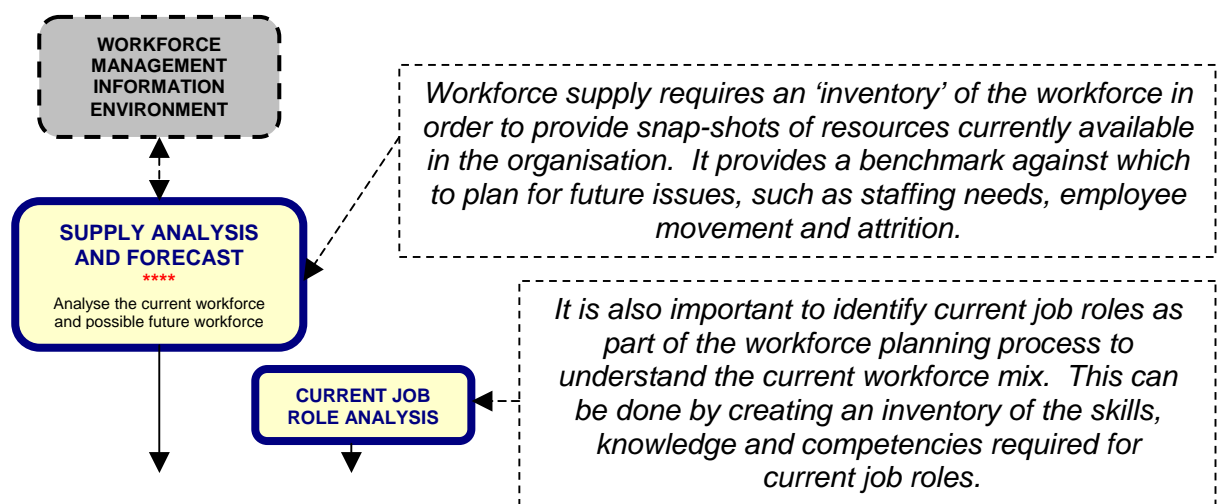 WORKFORCE
MANAGEMENT
INFORMATION
ENVIRONMENT
Workforce supply requires an ‘inventory’ of the workforce in
order to provide snap-shots of resources currently available
in the organisation.  It provides a benchmark against which
to plan for future issues, such as staffing needs, employee
movement and attrition.
SUPPLY ANALYSIS
AND FORECAST
****
Analyse the current workforce
and possible future workforce
It is also important to identify current job roles as
part of the workforce planning process to
understand the current workforce mix.  This can
be done by creating an inventory of the skills,
knowledge and competencies required for
current job roles.
CURRENT JOB
ROLE ANALYSIS